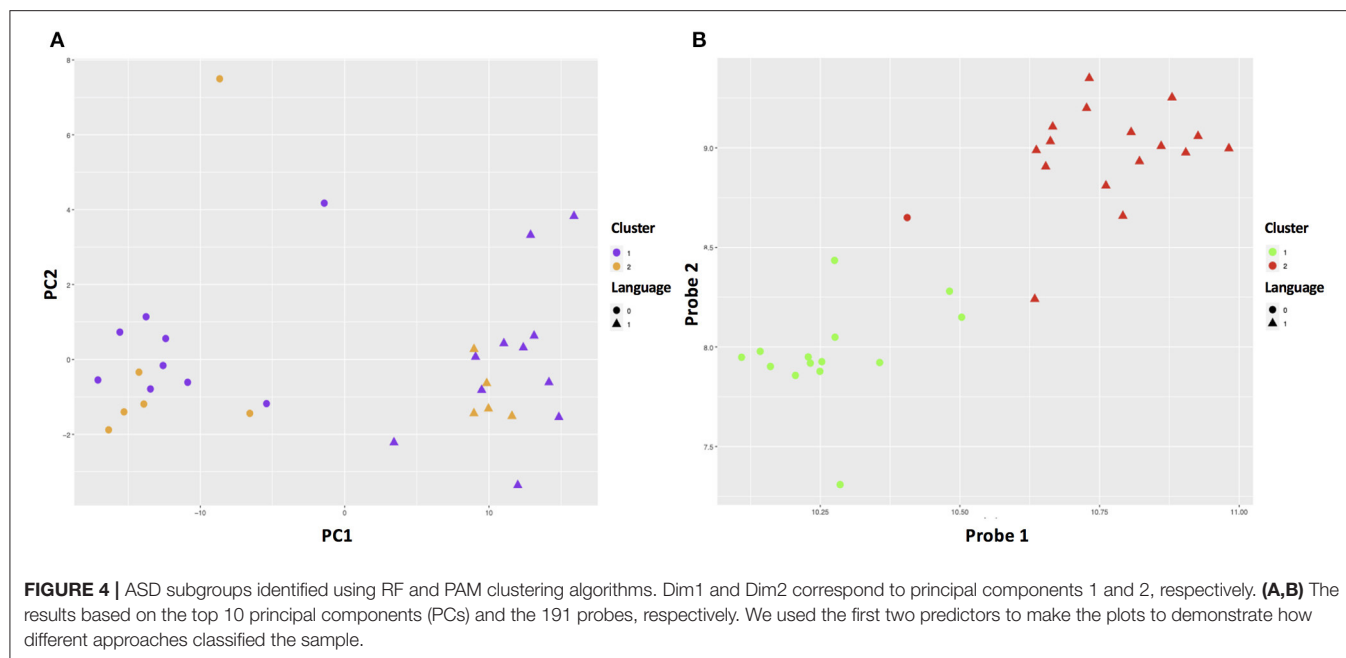 A
8
6
4
2
0
-2
-10
0
10
PC2
PC1
Cluster
1
2
Language
0
1
B
9.0
8.5
8.0
7.5
10.25
10.50
10.75
11.00
Probe 2
Probe 1
Cluster
1
2
Language
0
1
FIGURE 4 | ASD subgroups identified using RF and PAM clustering algorithms. Dim1 and Dim2 correspond to principal components 1 and 2, respectively. (A,B) The
results based on the top 10 principal components (PCs) and the 191 probes, respectively. We used the first two predictors to make the plots to demonstrate how
different approaches classified the sample.